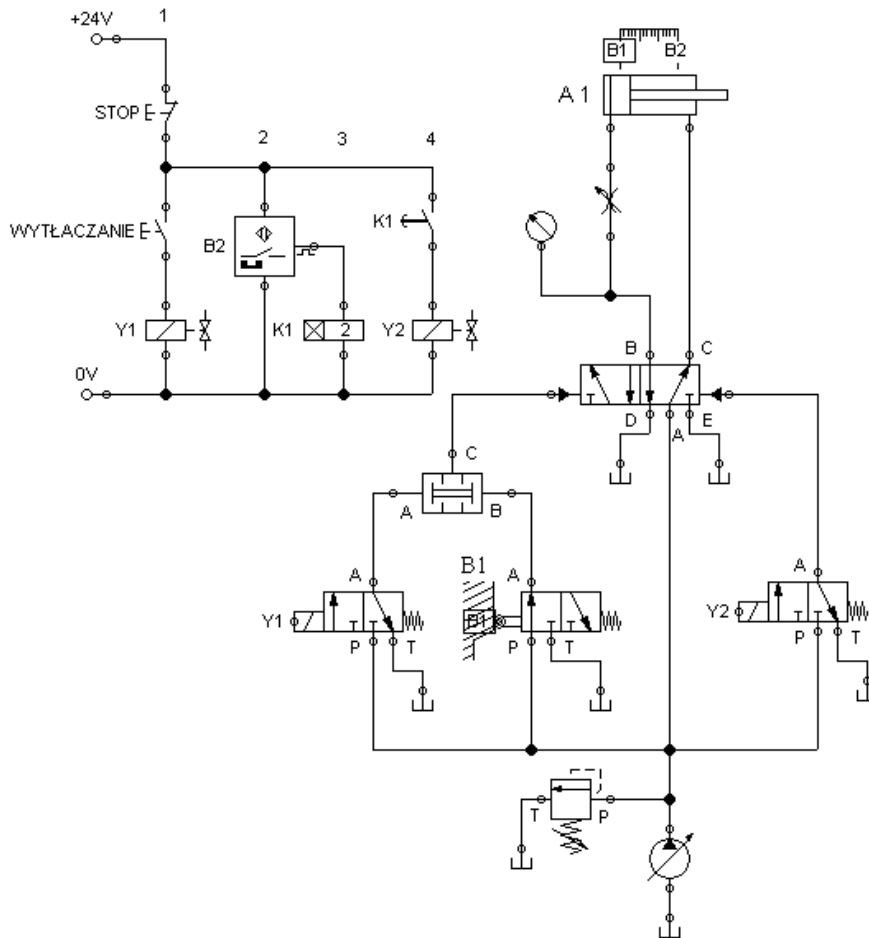 +24V 1
B1 B2
A 1
STOP
2 3 4
WYTŁACZANIE
B2
K1
Y1
K1 2
Y2
0V
B C
D A E
C
A B
A
B1
A
A
Y1
B1
Y2
P T
P T
P T
T P